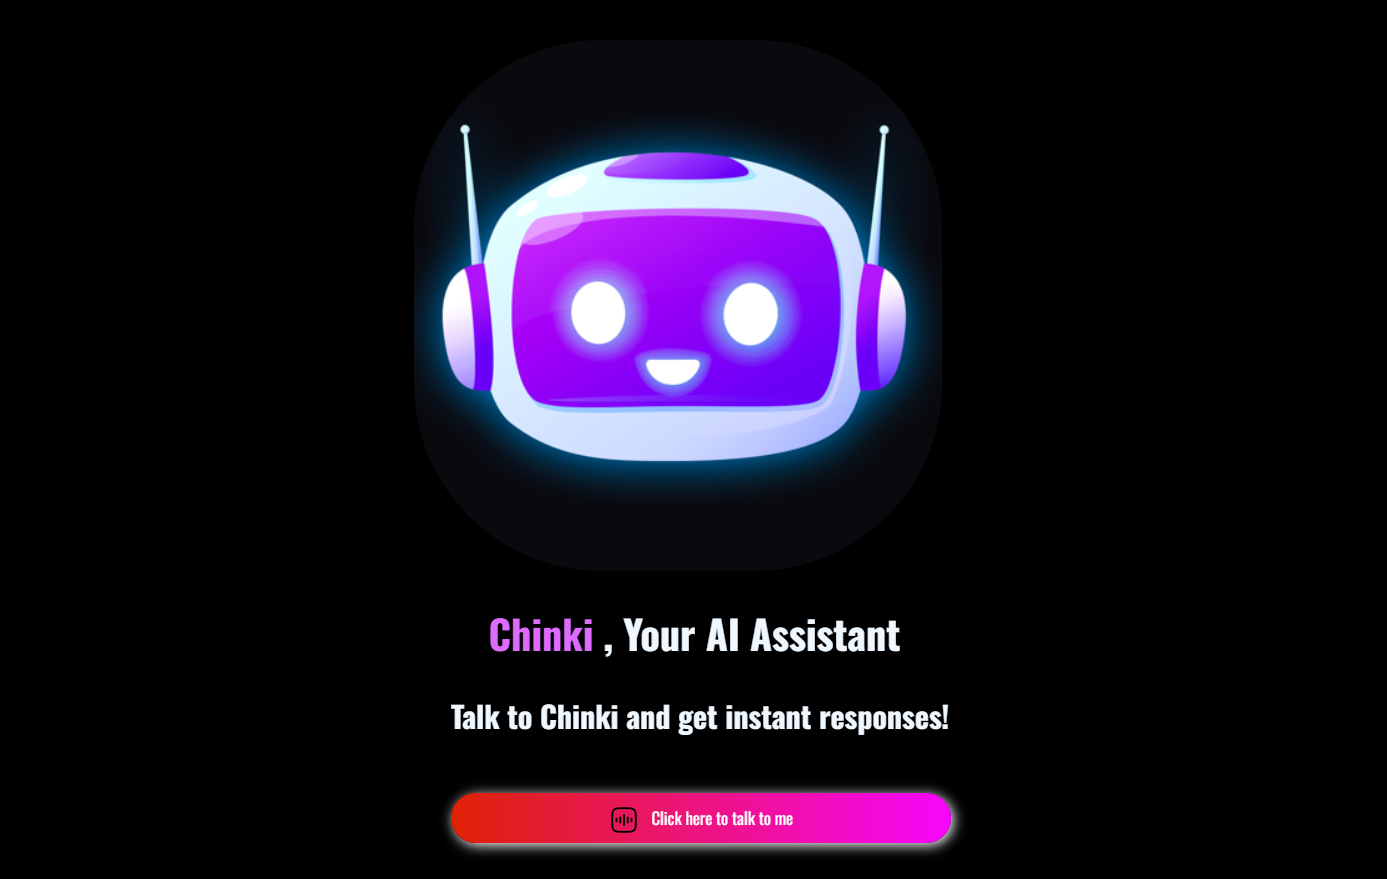 Chinki , Your AI Assistant
Talk to Chinki and get instant responses!
Click here to talk to me